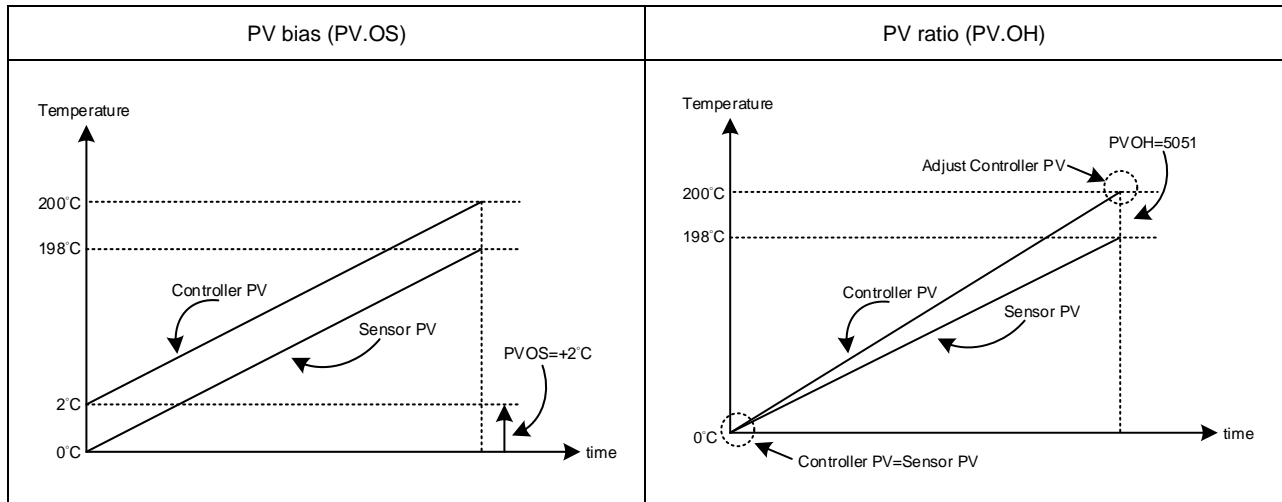 PV bias (PV.OS)
PV ratio (PV.OH)
Temperature
200°C
198°C
Controller PV
Sensor PV
PVOS=+2°C
2°C
0°C
time
Temperature
PVOH=5051
Adjust Controller PV
200°C
198°C
Controller PV
Sensor PV
0°C
time
Controller PV=Sensor PV